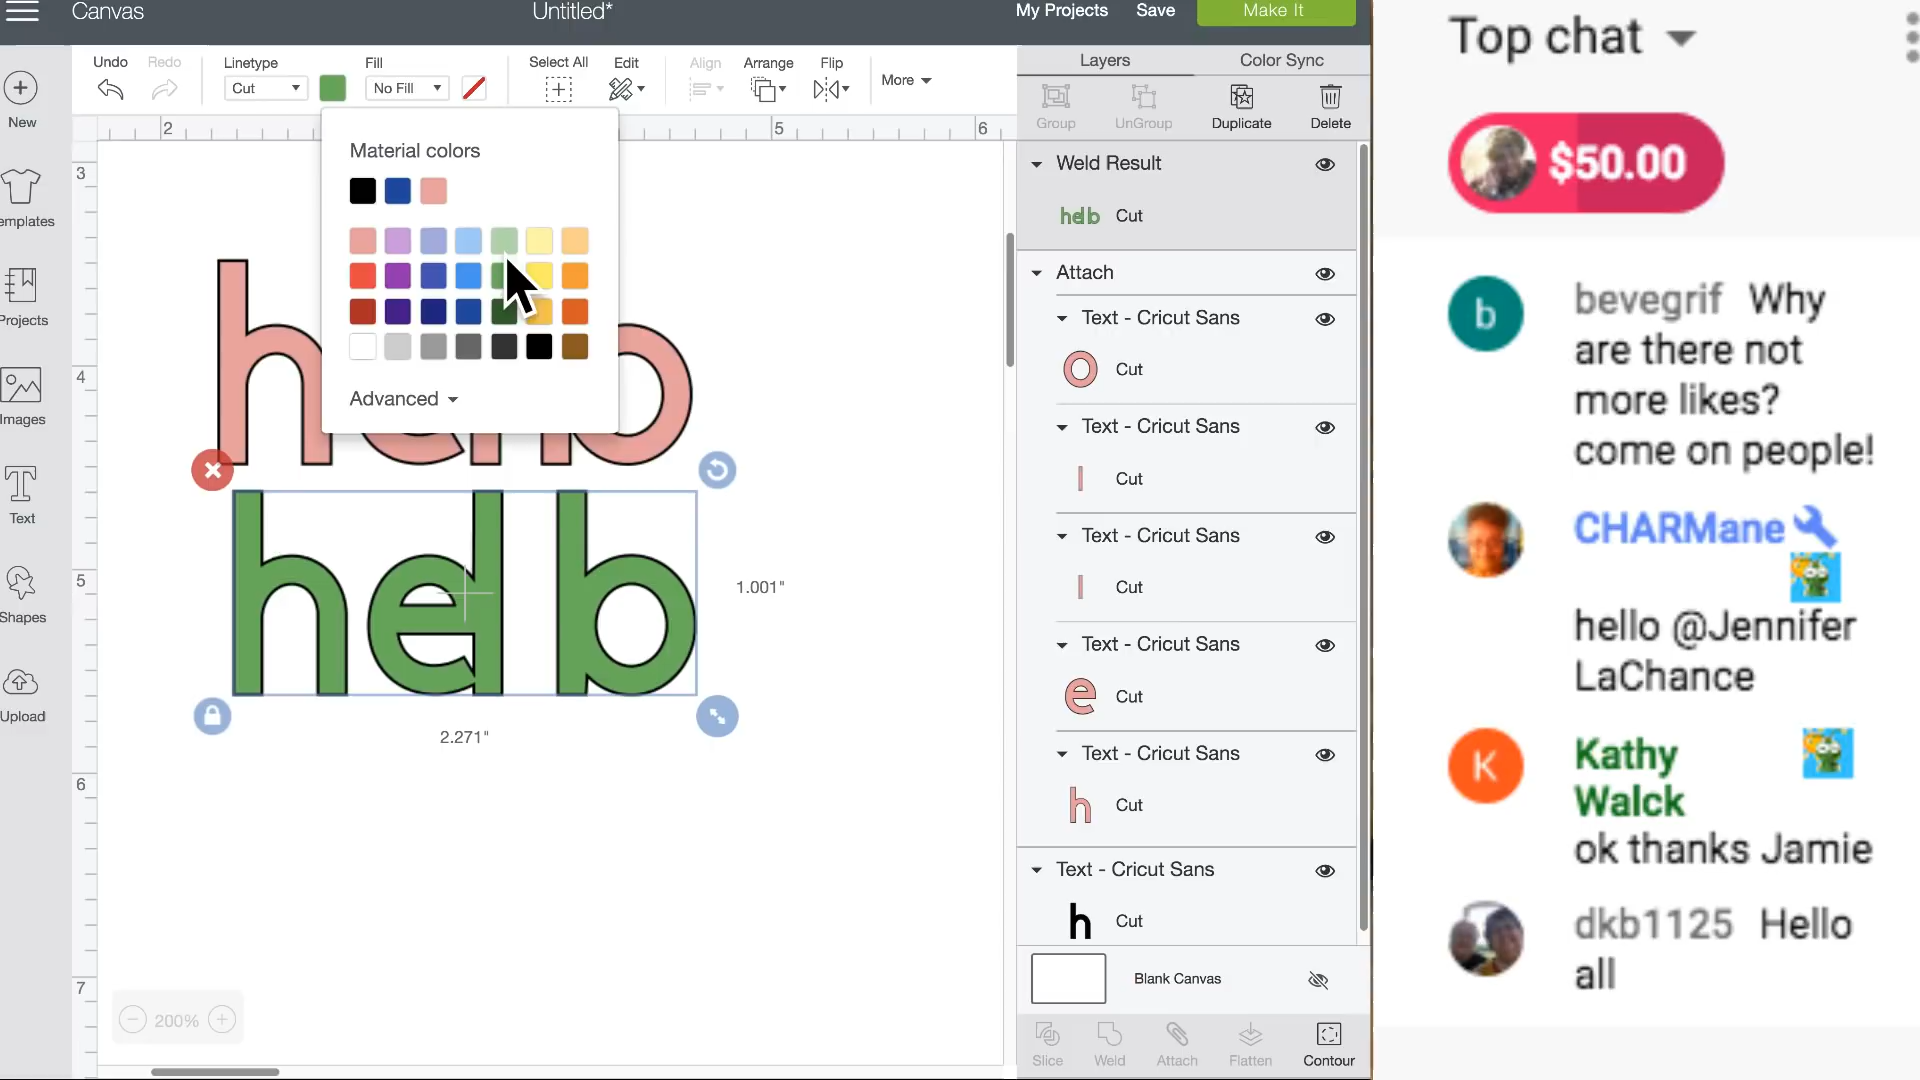 Canvas
Untitled*
My Projects
Save
Make It
Undo
Redo
Linetype
Cut
Fill
No Fill
Select All
Edit
Align
Arrange
Flip
More
Layers
Color Sync
Group
UnGroup
Duplicate
Delete
New
emplates
Projects
Images
Text
Shapes
Upload
2
5
6
3
4
5
6
7
Material colors
Advanced
hel b
1.001"
2.271"
200%
Weld Result
hel b Cut
Attach
Text - Cricut Sans
o Cut
Text - Cricut Sans
l Cut
Text - Cricut Sans
l Cut
Text - Cricut Sans
e Cut
Text - Cricut Sans
h Cut
Text - Cricut Sans
h Cut
Blank Canvas
Slice
Weld
Attach
Flatten
Contour
Top chat
$50.00
b
bevegrif Why
are there not
more likes?
come on people!
CHARMane
hello @Jennifer
LaChance
K
Kathy
Walck
ok thanks Jamie
dkb1125 Hello
all